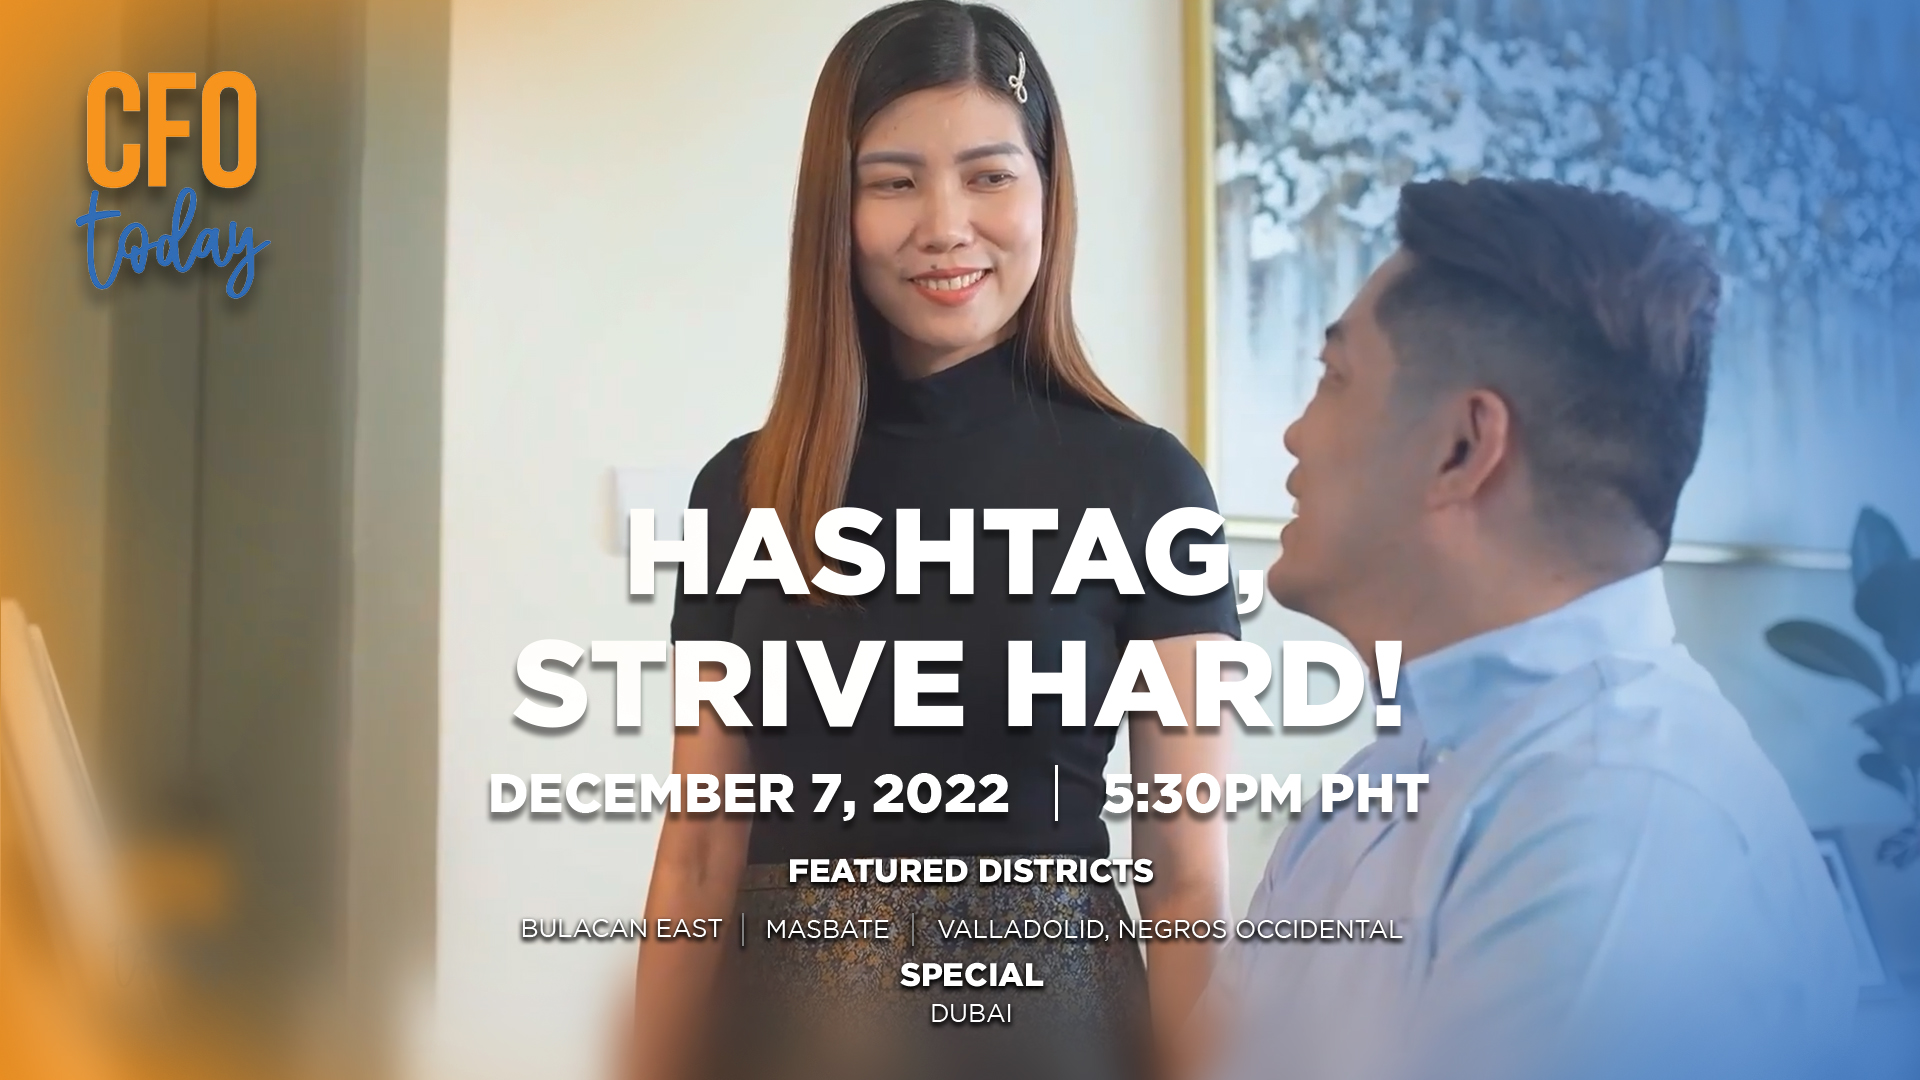 CFO
today
HASHTAG,
STRIVE HARD!
DECEMBER 7, 2022 | 5:30PM PHT
FEATURED DISTRICTS
BULACAN EAST | MASBATE | VALLADOLID, NEGROS OCCIDENTAL
SPECIAL
DUBAI